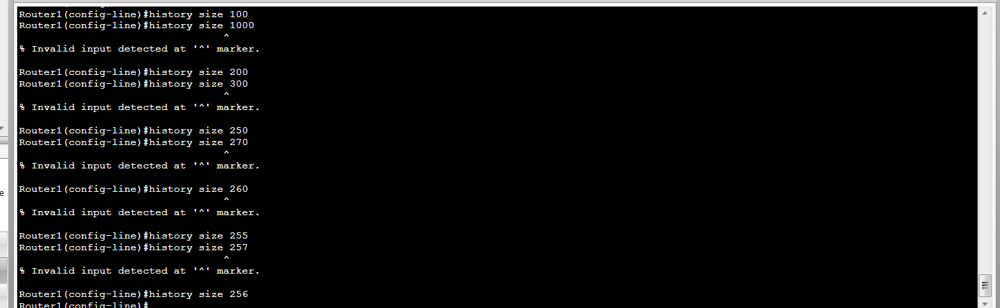 Router1(config-line)#history size 100
Router1(config-line)#history size 1000
^
% Invalid input detected at '^' marker.
Router1(config-line)#history size 200
Router1(config-line)#history size 300
^
% Invalid input detected at '^' marker.
Router1(config-line)#history size 250
Router1(config-line)#history size 270
^
% Invalid input detected at '^' marker.
Router1(config-line)#history size 260
^
% Invalid input detected at '^' marker.
Router1(config-line)#history size 255
Router1(config-line)#history size 257
^
% Invalid input detected at '^' marker.
Router1(config-line)#history size 256
Router1(config-line)#